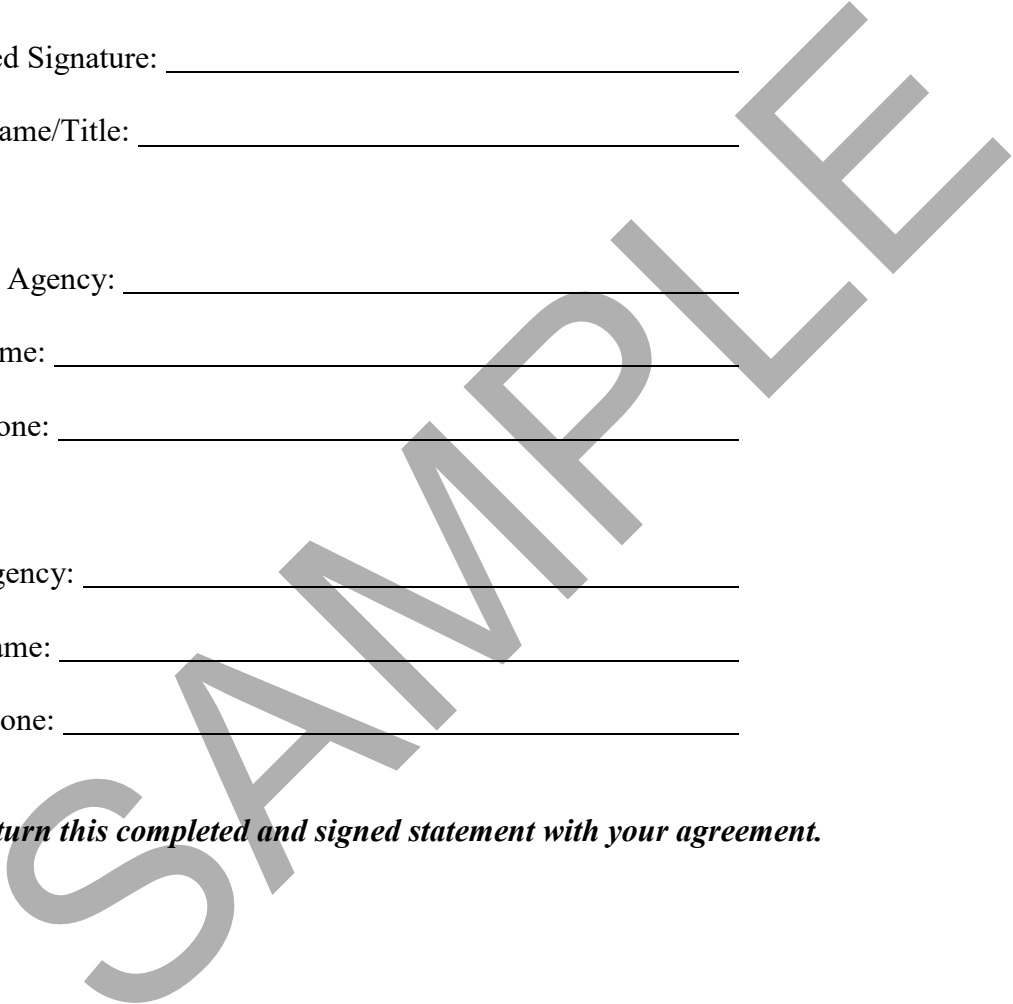 ed Signature:
ame/Title:
Agency:
me:
one:
gency:
ame:
one:
turn this completed and signed statement with your agreement.
SAMPLE